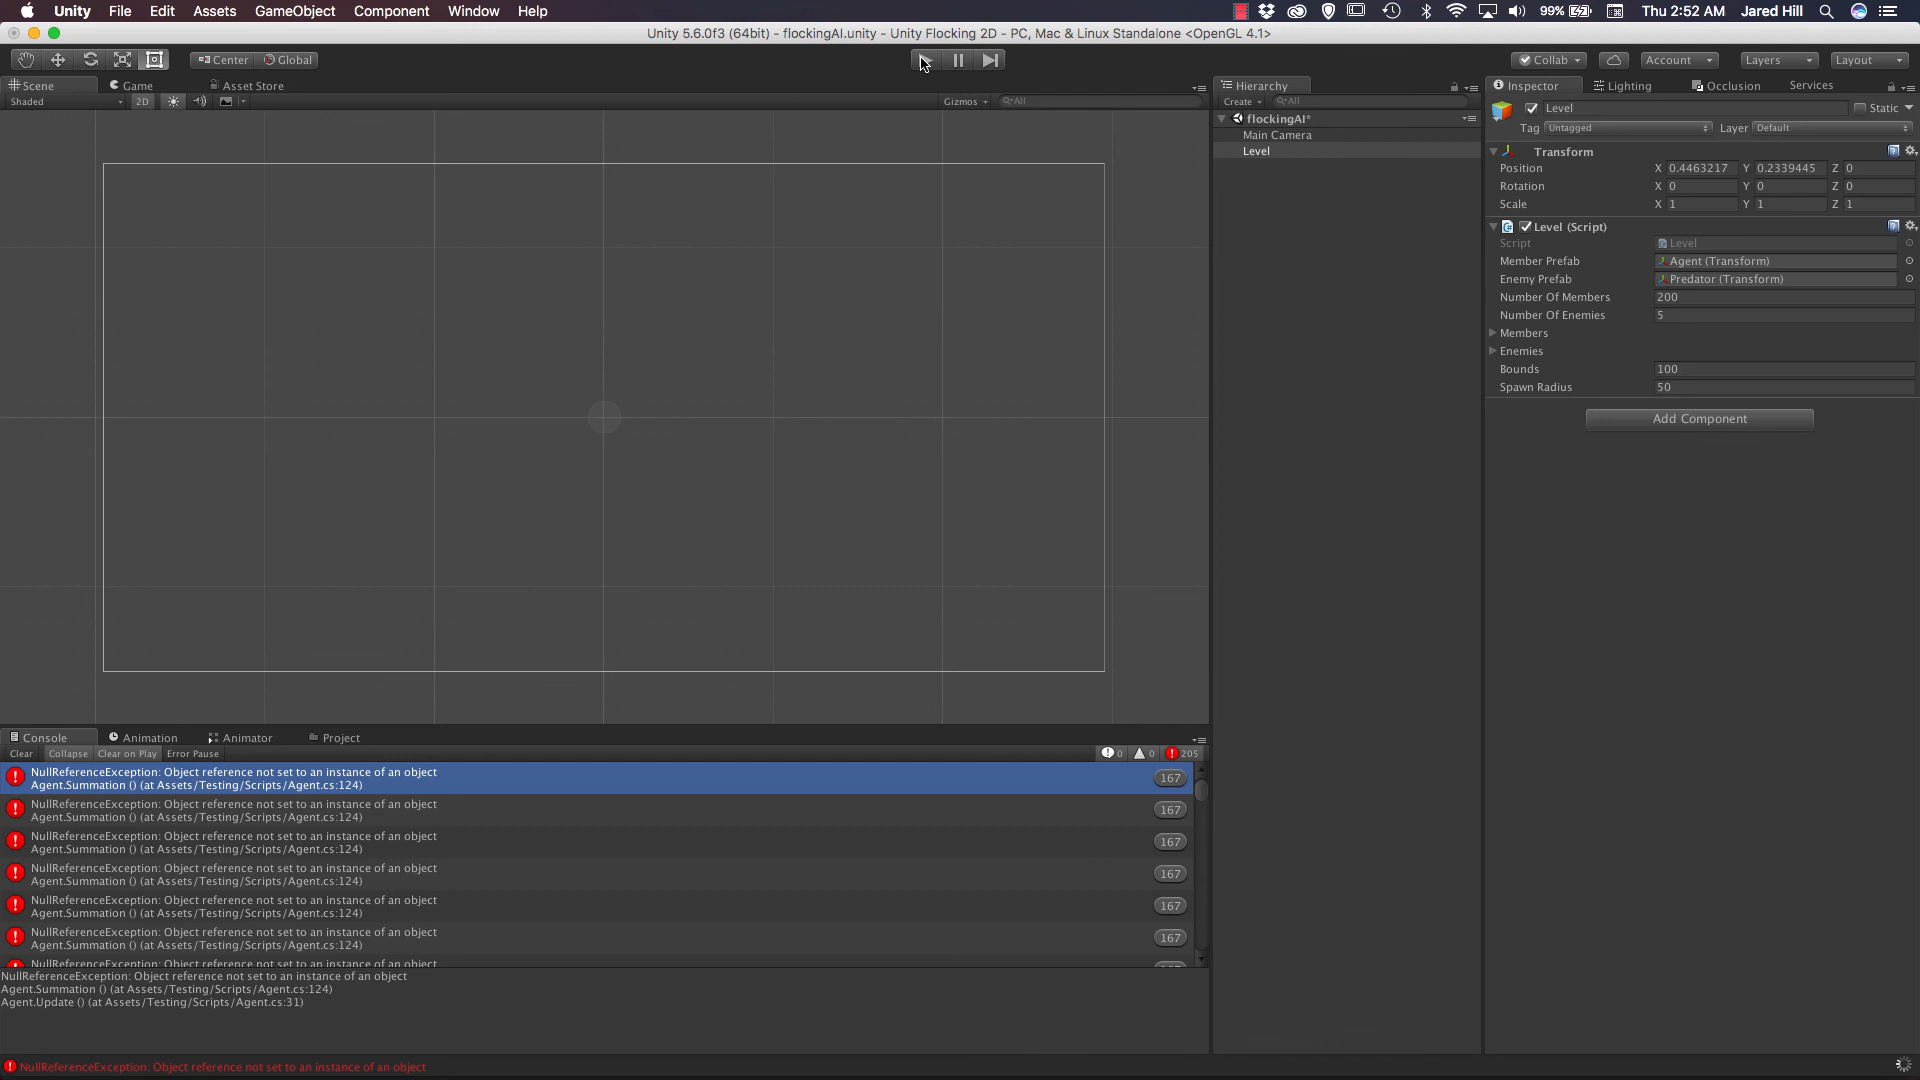 Unity File Edit Assets GameObject Component Window Help 99% Thu 2:52 AM Jared Hill
Unity 5.6.0f3 (64bit) - flockingAI.unity - Unity Flocking 2D - PC, Mac & Linux Standalone <OpenGL 4.1>
Center Global Collab Account Layers Layout
Scene Game Asset Store
Shaded 2D Gizmos All
Hierarchy
Create All
flockingAI*
Main Camera
Level
Inspector Lighting Occlusion Services
Level Static
Tag Untagged Layer Default
Transform
Position X 0.4463217 Y 0.2339445 Z 0
Rotation X 0 Y 0 Z 0
Scale X 1 Y 1 Z 1
Level (Script)
Script Level
Member Prefab Agent (Transform)
Enemy Prefab Predator (Transform)
Number Of Members 200
Number Of Enemies 5
Members
Enemies
Bounds 100
Spawn Radius 50
Add Component
Console Animation Animator Project
Clear Collapse Clear on Play Error Pause 0 0 205
NullReferenceException: Object reference not set to an instance of an object
Agent.Summation () (at Assets/Testing/Scripts/Agent.cs:124) 167
NullReferenceException: Object reference not set to an instance of an object
Agent.Summation () (at Assets/Testing/Scripts/Agent.cs:124) 167
NullReferenceException: Object reference not set to an instance of an object
Agent.Summation () (at Assets/Testing/Scripts/Agent.cs:124) 167
NullReferenceException: Object reference not set to an instance of an object
Agent.Summation () (at Assets/Testing/Scripts/Agent.cs:124) 167
NullReferenceException: Object reference not set to an instance of an object
Agent.Summation () (at Assets/Testing/Scripts/Agent.cs:124) 167
NullReferenceException: Object reference not set to an instance of an object
Agent.Summation () (at Assets/Testing/Scripts/Agent.cs:124) 167
NullReferenceException: Object reference not set to an instance of an object
NullReferenceException: Object reference not set to an instance of an object
Agent.Summation () (at Assets/Testing/Scripts/Agent.cs:124)
Agent.Update () (at Assets/Testing/Scripts/Agent.cs:31)
NullReferenceException: Object reference not set to an instance of an object